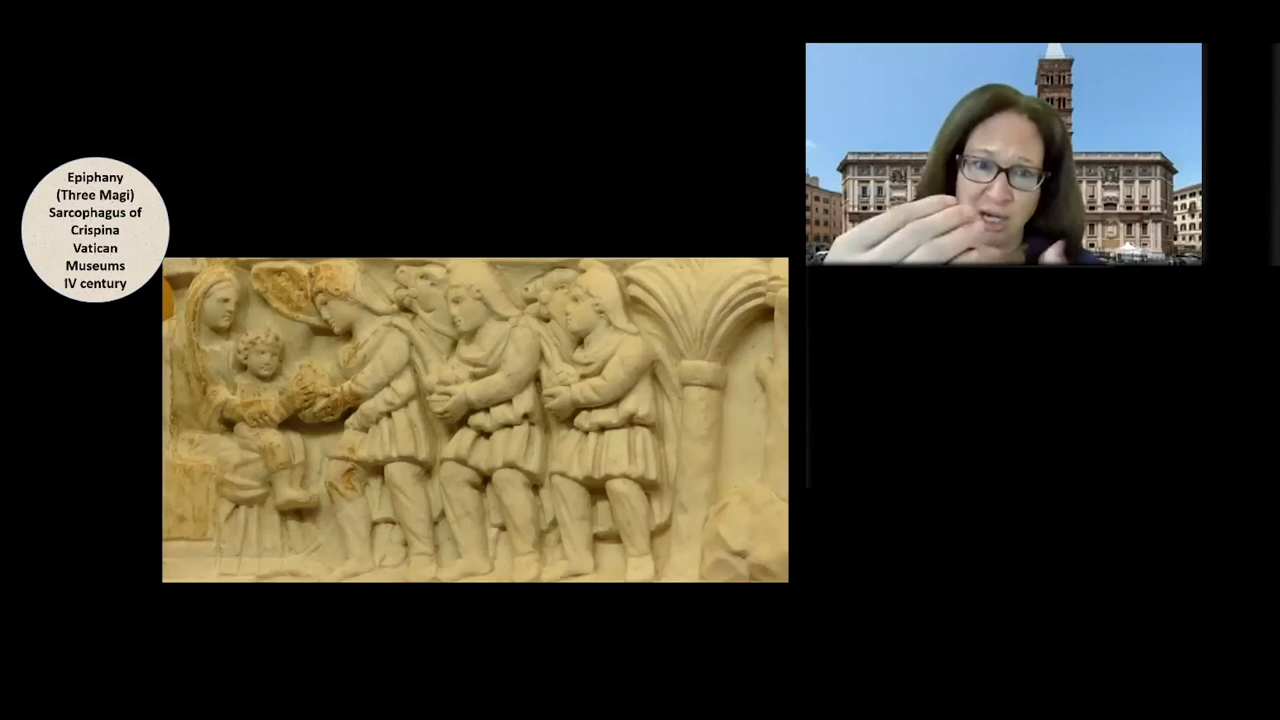 Epiphany
(Three Magi)
Sarcophagus of
Crispina
Vatican
Museums
IV century